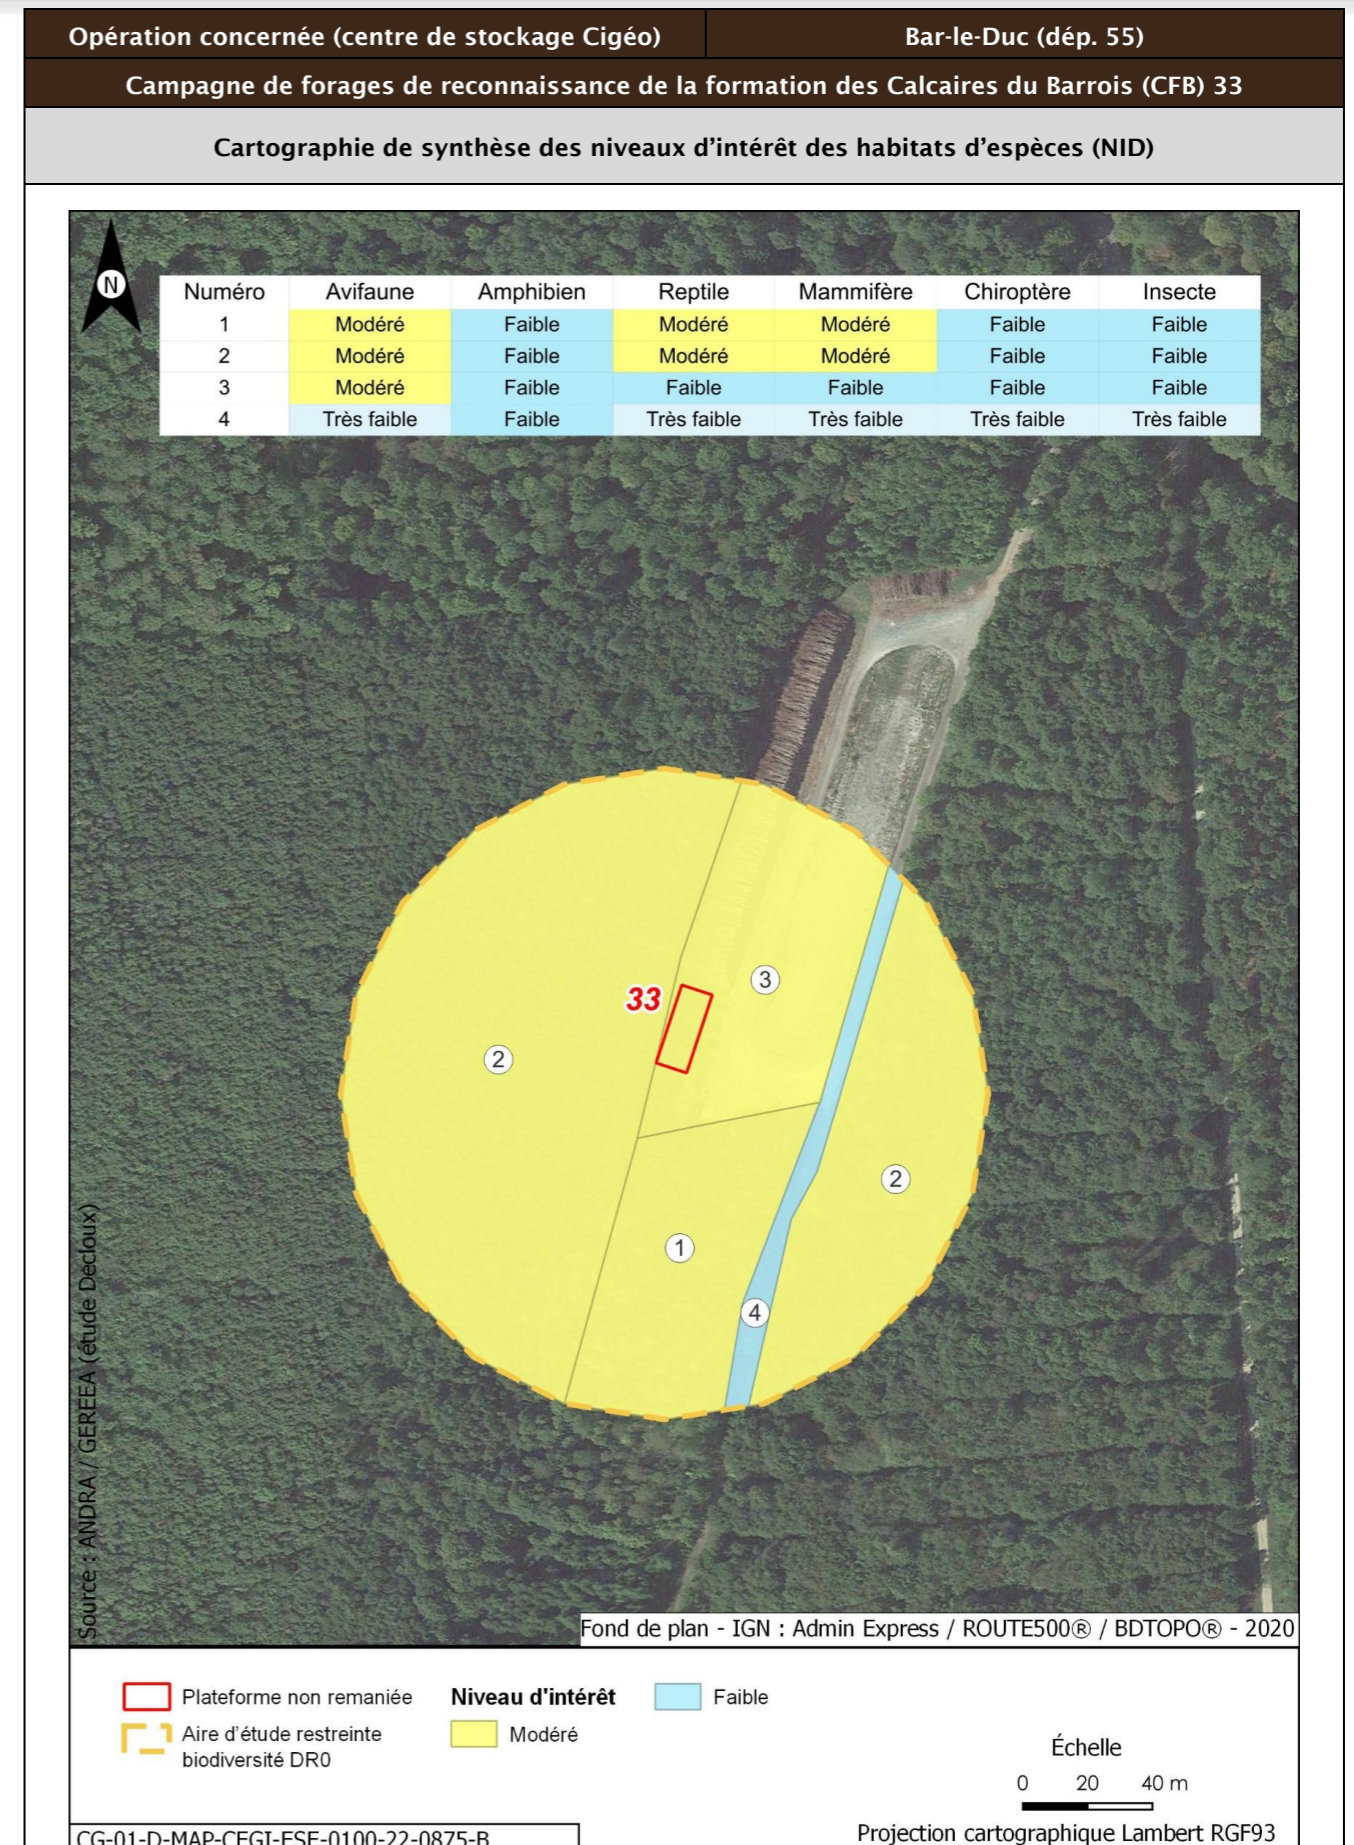 Opération concernée (centre de stockage Cigéo) Bar-le-Duc (dép. 55)
Campagne de forages de reconnaissance de la formation des Calcaires du Barrois (CFB) 33
Cartographie de synthèse des niveaux d'intérêt des habitats d'espèces (NID)
N
Numéro Avifaune Amphibien Reptile Mammifère Chiroptère Insecte
1 Modéré Faible Modéré Modéré Faible Faible
2 Modéré Faible Modéré Modéré Faible Faible
3 Modéré Faible Faible Faible Faible Faible
4 Très faible Faible Très faible Très faible Très faible Très faible
3
33
2
2
1
4
Source : ANDRA / GEREEA (étude Decloux)
Fond de plan - IGN : Admin Express / ROUTE500® / BDTOPO® - 2020
Plateforme non remaniée
Aire d'étude restreinte
biodiversité DR0
Niveau d'intérêt
Modéré
Faible
Échelle
0 20 40 m
Projection cartographique Lambert RGF93
CG-01-D-MAP-CEGI-ESE-0100-22-0875-B